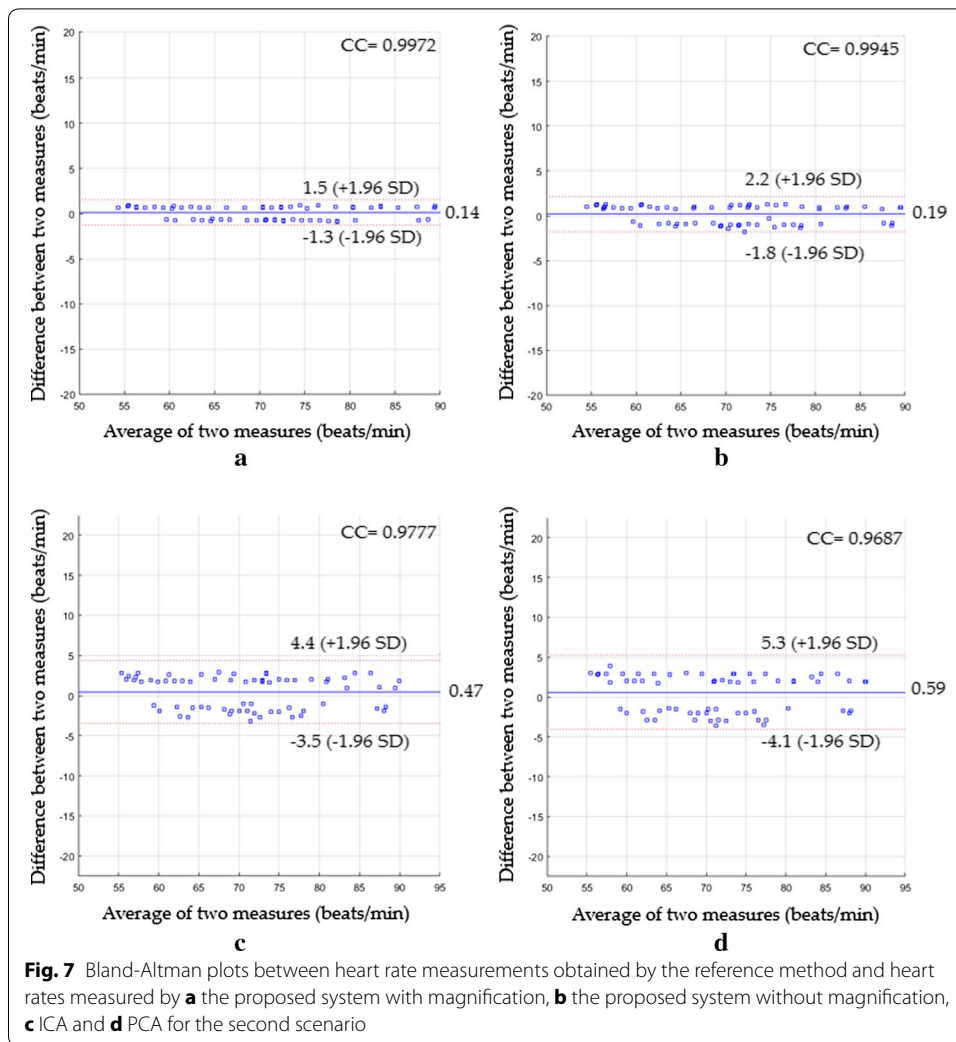 CC= 0.9972
Difference between two measures (beats/min)
20
15
10
5
0
-5
-10
-15
-20
1.5 (+1.96 SD)
0.14
-1.3 (-1.96 SD)
50 55 60 65 70 75 80 85 90
Average of two measures (beats/min)
a
CC= 0.9945
Difference between two measures (beats/min)
20
15
10
5
0
-5
-10
-15
-20
2.2 (+1.96 SD)
0.19
-1.8 (-1.96 SD)
50 55 60 65 70 75 80 85 90
Average of two measures (beats/min)
b
CC= 0.9777
Difference between two measures (beats/min)
20
15
10
5
0
-5
-10
-15
-20
4.4 (+1.96 SD)
0.47
-3.5 (-1.96 SD)
50 55 60 65 70 75 80 85 90 95
Average of two measures (beats/min)
c
CC= 0.9687
Difference between two measures (beats/min)
20
15
10
5
0
-5
-10
-15
-20
5.3 (+1.96 SD)
0.59
-4.1 (-1.96 SD)
50 55 60 65 70 75 80 85 90 95
Average of two measures (beats/min)
d
Fig. 7 Bland-Altman plots between heart rate measurements obtained by the reference method and heart
rates measured by a the proposed system with magnification, b the proposed system without magnification,
c ICA and d PCA for the second scenario